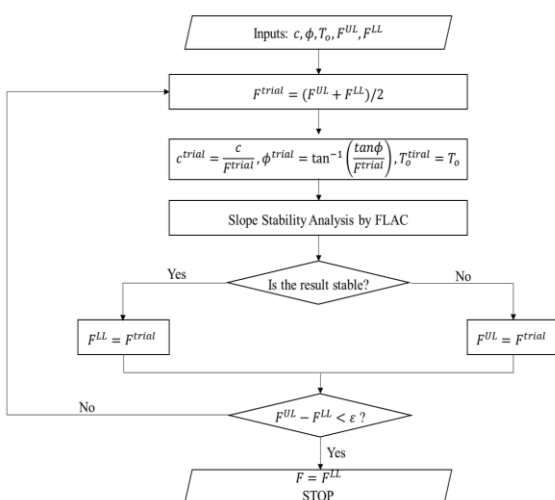 Inputs: c, ϕ, T_o, F^{UL}, F^{LL}
F^{trial} = (F^{UL} + F^{LL})/2
c^{trial} = \frac{c}{F^{trial}}, ϕ^{trial} = tan^{-1}(\frac{tanϕ}{F^{trial}}), T_o^{tiral} = T_o
Slope Stability Analysis by FLAC
Is the result stable?
Yes
No
F^{LL} = F^{trial}
F^{UL} = F^{trial}
No
F^{UL} − F^{LL} < ε ?
Yes
F = F^{LL}
STOP